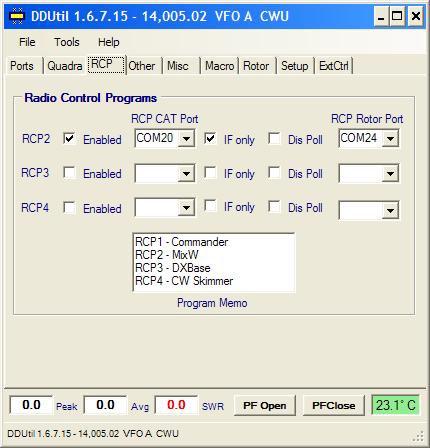 DDUtil 1.6.7.15 - 14,005.02 VFO A CWU
File Tools Help
Ports Quadra RCP Other Misc Macro Rotor Setup ExtCtrl
Radio Control Programs
RCP CAT Port RCP Rotor Port
RCP2 Enabled COM20 IF only Dis Poll COM24
RCP3 Enabled IF only Dis Poll
RCP4 Enabled IF only Dis Poll
RCP1 - Commander
RCP2 - MixW
RCP3 - DXBase
RCP4 - CW Skimmer
Program Memo
0.0 Peak 0.0 Avg 0.0 SWR PF Open PFClose 23.1° C
DDUtil 1.6.7.15 - 14,005.02 VFO A CWU